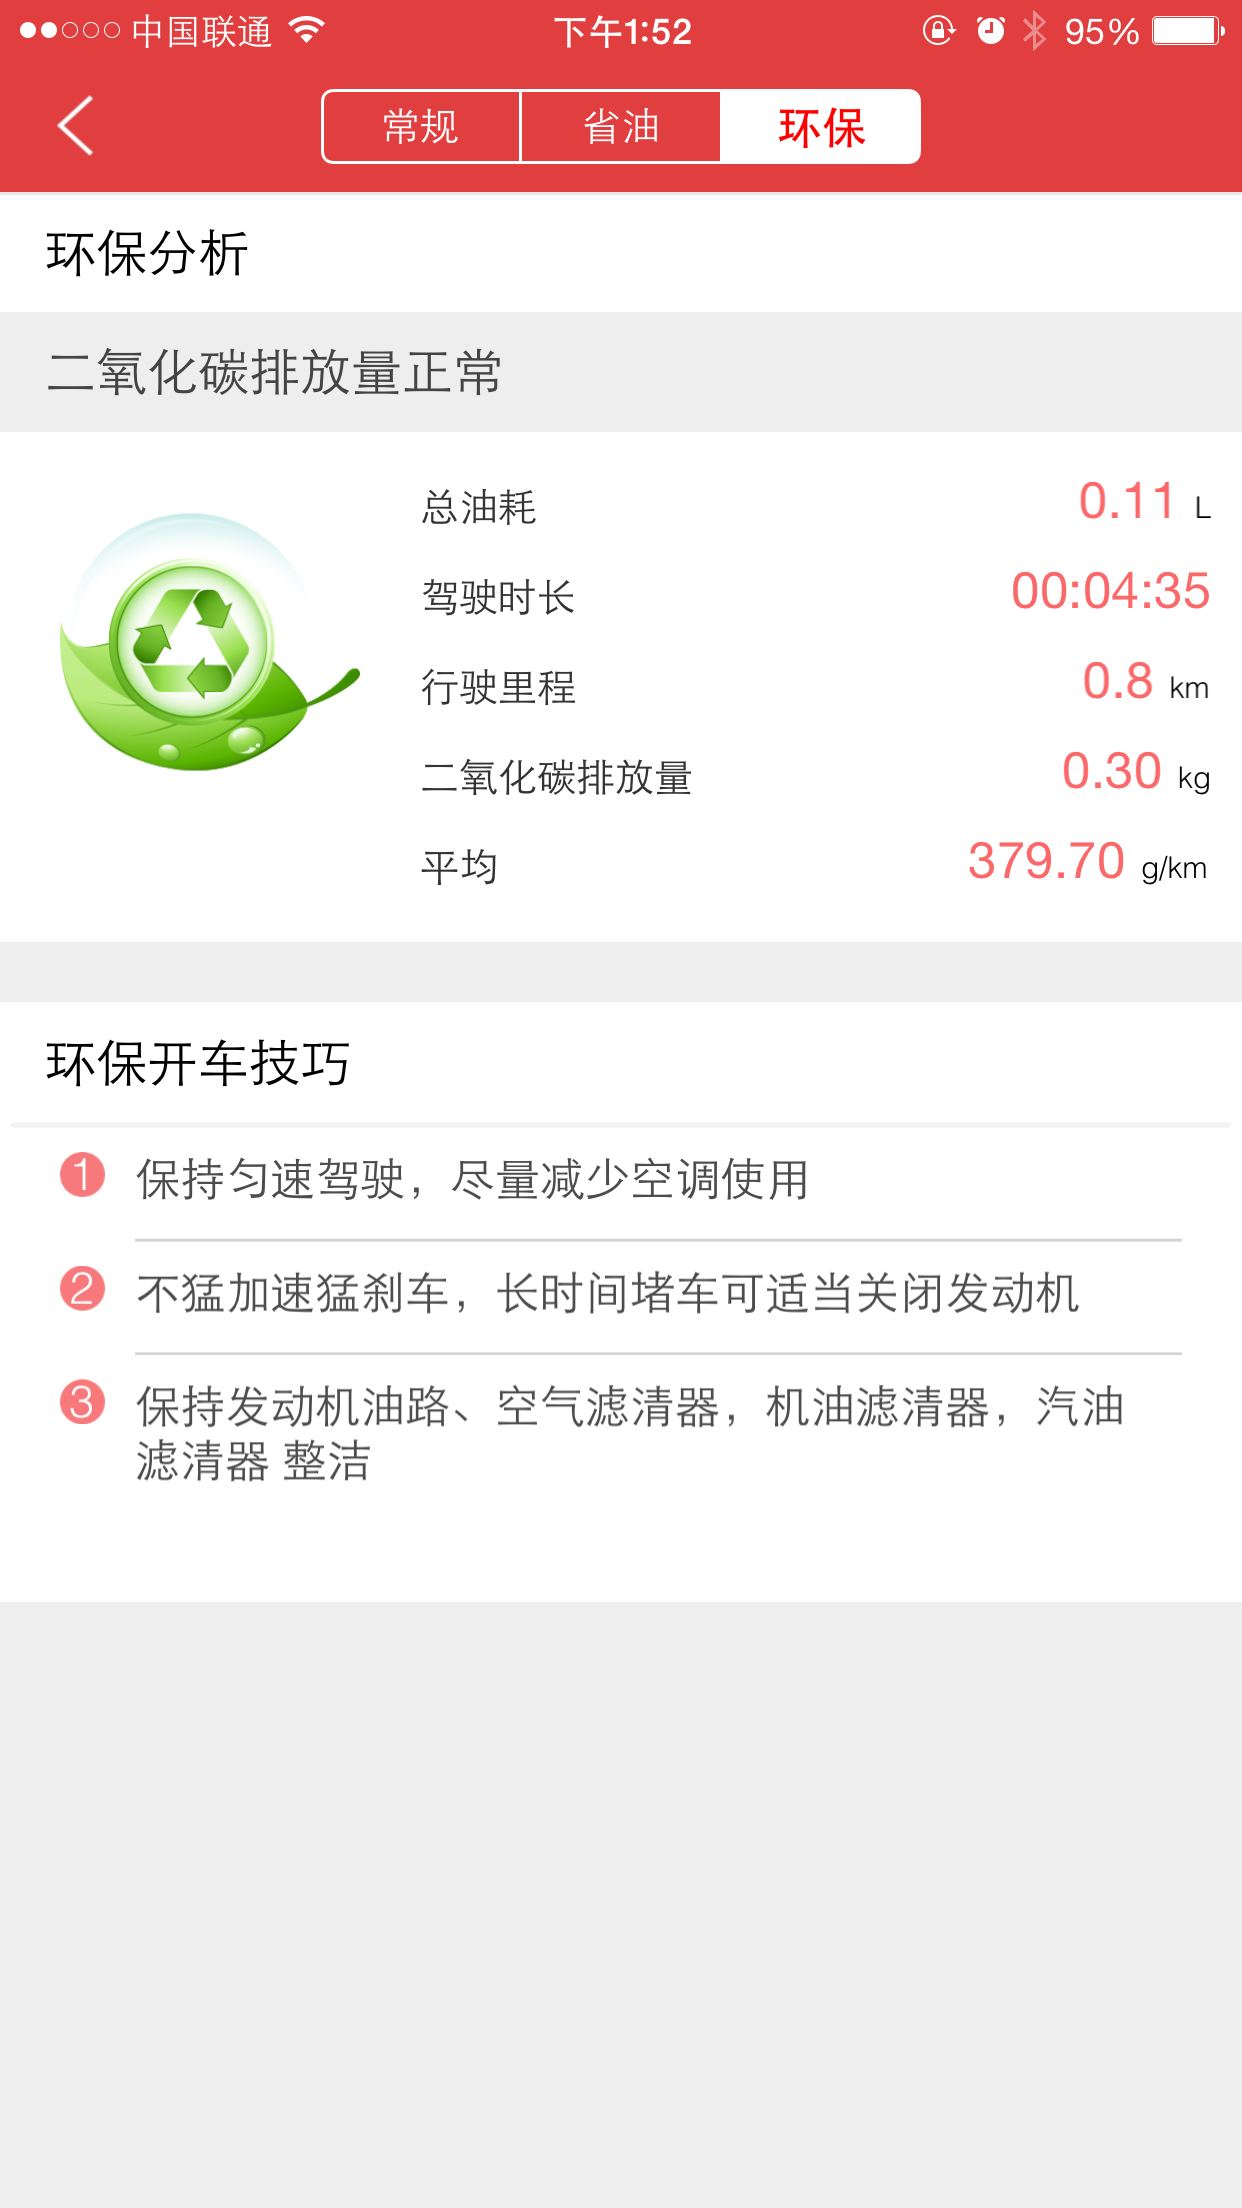 中国联通 下午1:52 95%
常规 省油 环保
环保分析
二氧化碳排放量正常
总油耗 0.11 L
驾驶时长 00:04:35
行驶里程 0.8 km
二氧化碳排放量 0.30 kg
平均 379.70 g/km
环保开车技巧
1 保持匀速驾驶，尽量减少空调使用
2 不猛加速猛刹车，长时间堵车可适当关闭发动机
3 保持发动机油路、空气滤清器，机油滤清器，汽油
滤清器 整洁